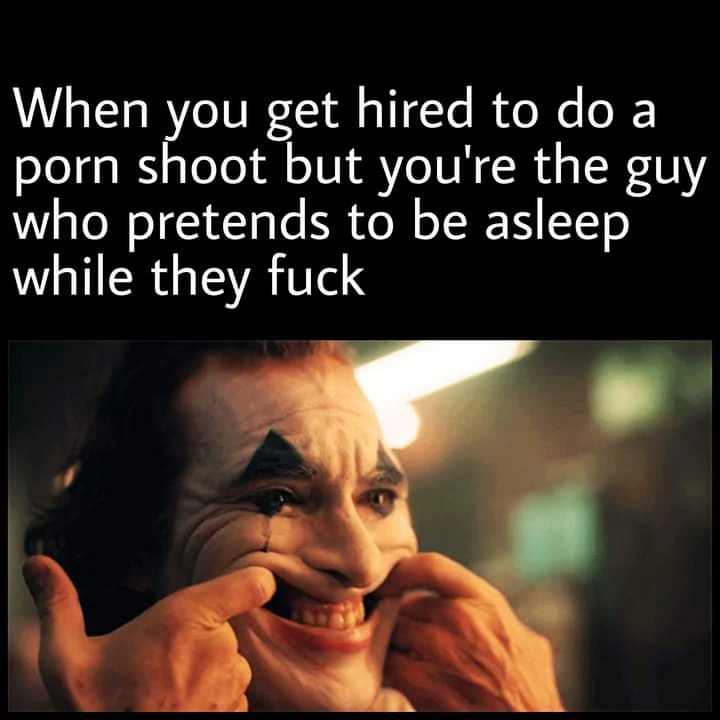 When you get hired to do a
porn shoot but you're the guy
who pretends to be asleep
while they fuck